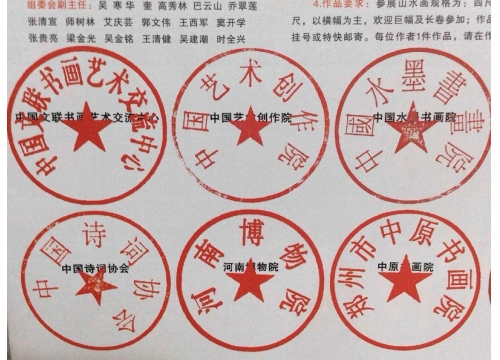 组委会副主任：吴 寒 华 奎 高秀林 巴云山 乔翠莲
张清宣 师树林 艾庆芸 郭文伟 王西军 窦开学
张贵亮 梁金光 吴金铭 王清健 吴建潮 时全兴
4.作品要求：参展山水画规格为：四尺
尺，以横幅为主，欢迎巨幅及长卷参加；作品
挂号或特快邮寄。每位作者1件作品，请在作
中国文联书画艺术交流中心
中国文联书画艺术交流中心
中国艺术创作院
中国艺术创作院
中國水墨書畫院
中国水墨书画院
中国诗词协会
中国诗词协会
河南博物院
河南博物院
郑州市中原书画院
中原书画院